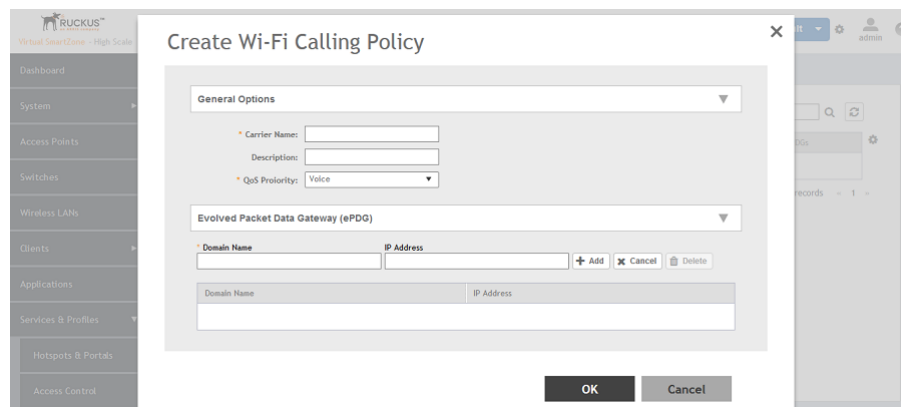 RUCKUS™
Virtual SmartZone - High Scale
Create Wi-Fi Calling Policy
admin
Dashboard
System
Access Points
Switches
Wireless LANs
Clients
Applications
Services & Profiles
Hotspots & Portals
Access Control
General Options
* Carrier Name:
Description:
* QoS Proiority: Voice
Evolved Packet Data Gateway (ePDG)
* Domain Name IP Address
Add Cancel Delete
Domain Name IP Address
OK Cancel
records
1